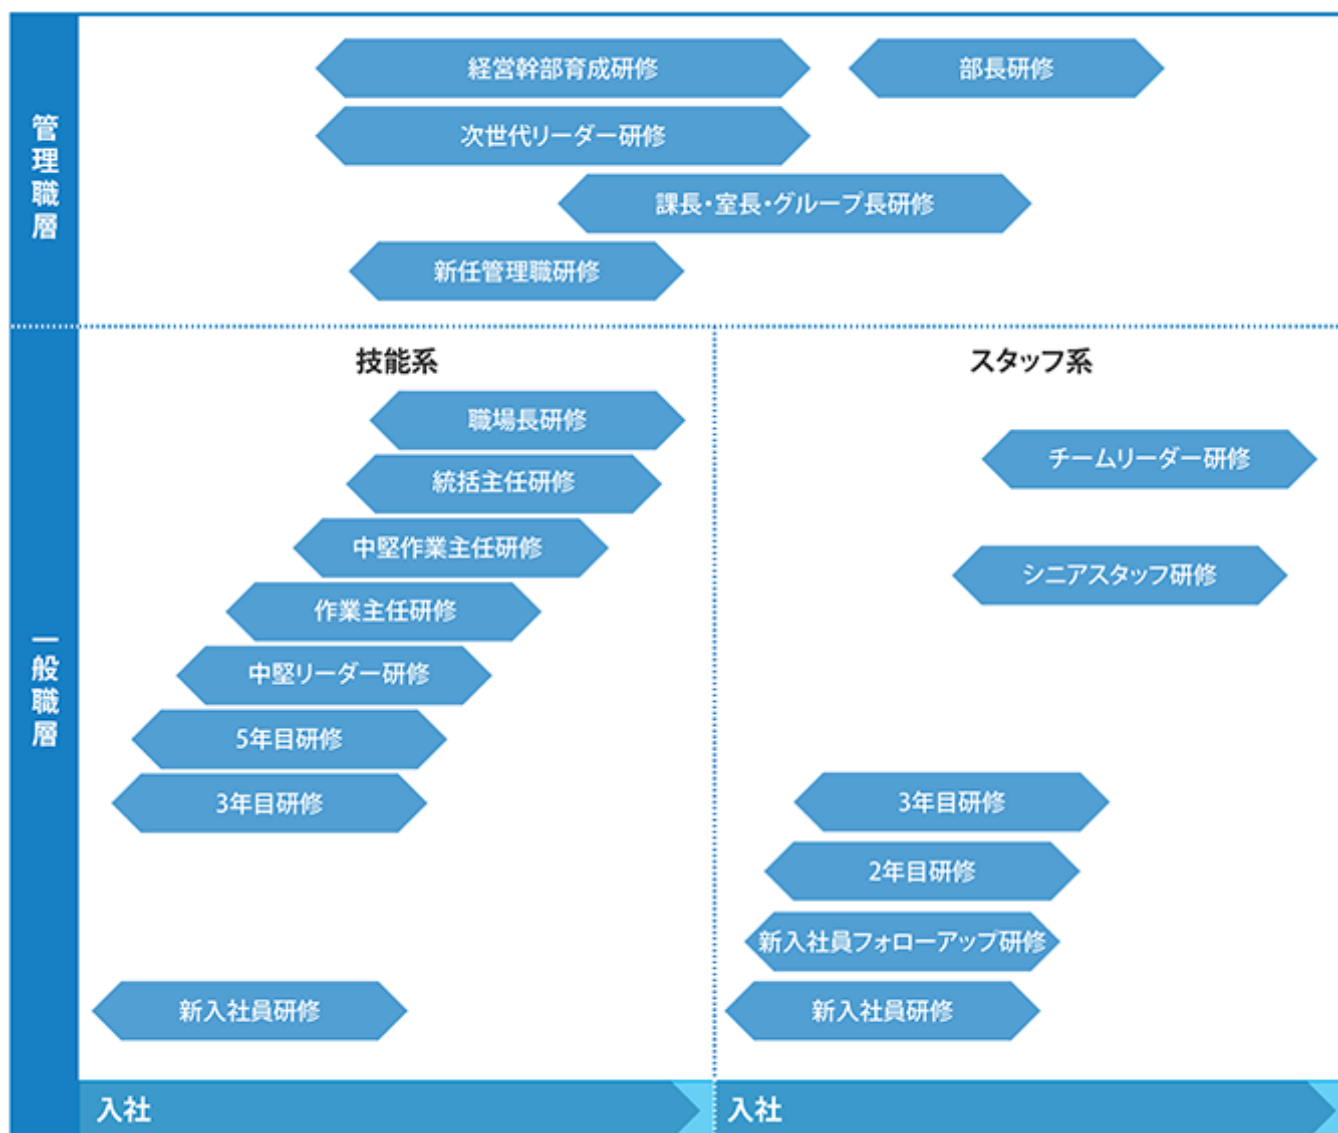 管理職層
経営幹部育成研修
部長研修
次世代リーダー研修
課長・室長・グループ長研修
新任管理職研修
一般職層
技能系
職場長研修
統括主任研修
中堅作業主任研修
作業主任研修
中堅リーダー研修
5年目研修
3年目研修
新入社員研修
入社
スタッフ系
チームリーダー研修
シニアスタッフ研修
3年目研修
2年目研修
新入社員フォローアップ研修
新入社員研修
入社